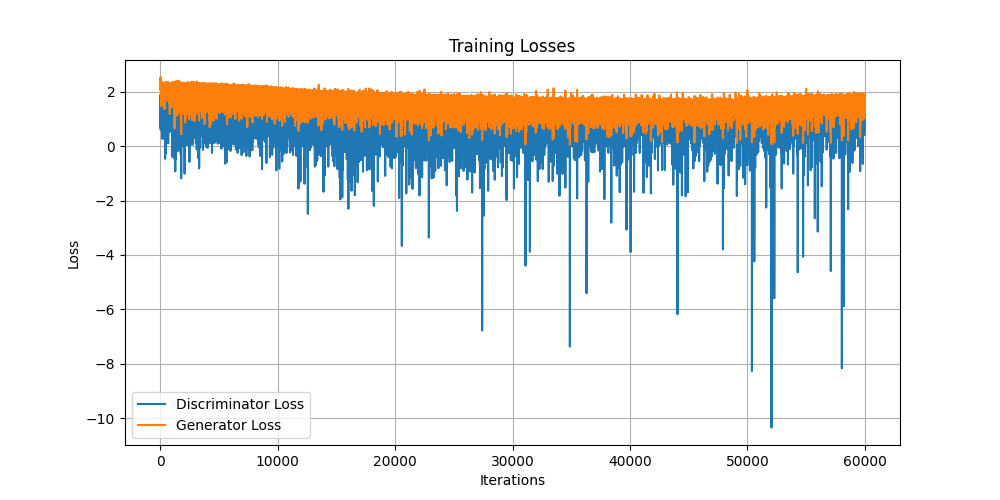 Training Losses
Loss
2
0
−2
−4
−6
−8
−10
Discriminator Loss
Generator Loss
0 10000 20000 30000 40000 50000 60000
Iterations